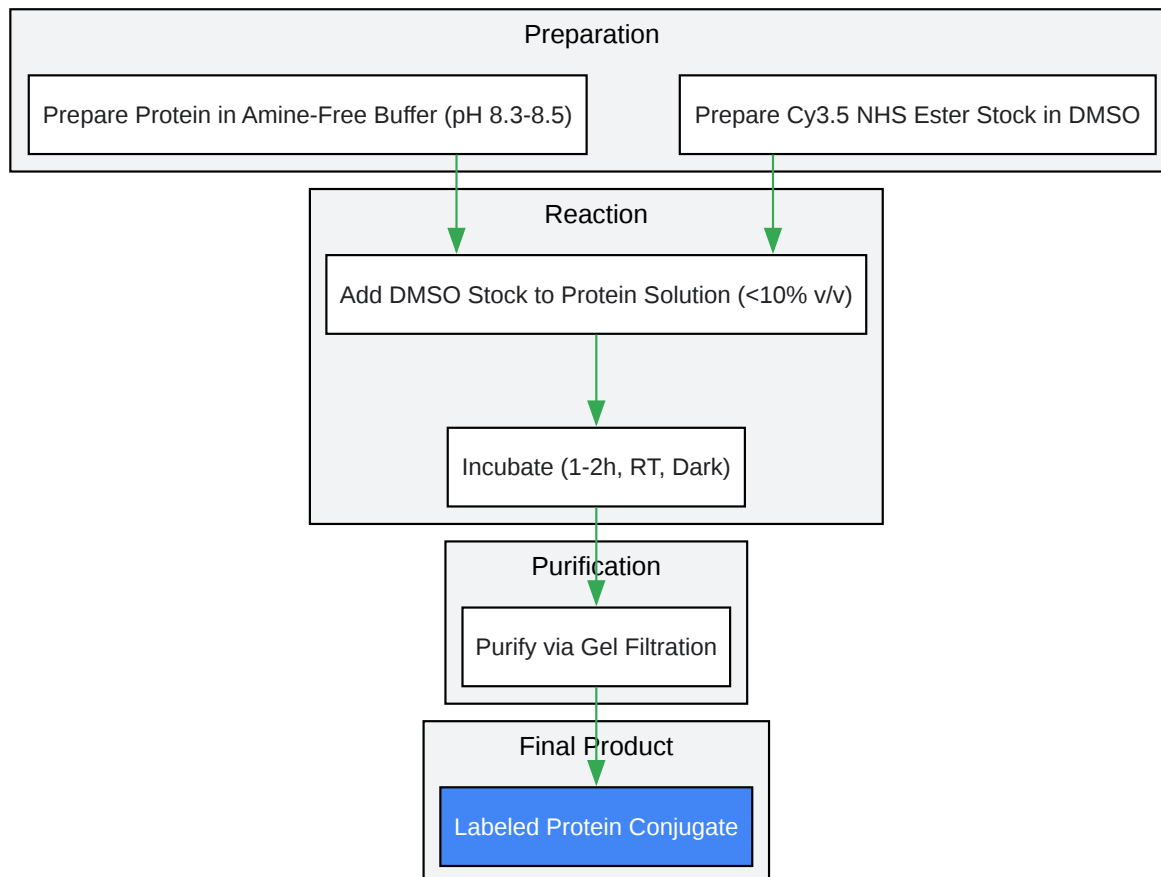 Preparation
Prepare Protein in Amine-Free Buffer (pH 8.3-8.5)
Prepare Cy3.5 NHS Ester Stock in DMSO
Reaction
Add DMSO Stock to Protein Solution (<10% v/v)
Incubate (1-2h, RT, Dark)
Purification
Purify via Gel Filtration
Final Product
Labeled Protein Conjugate